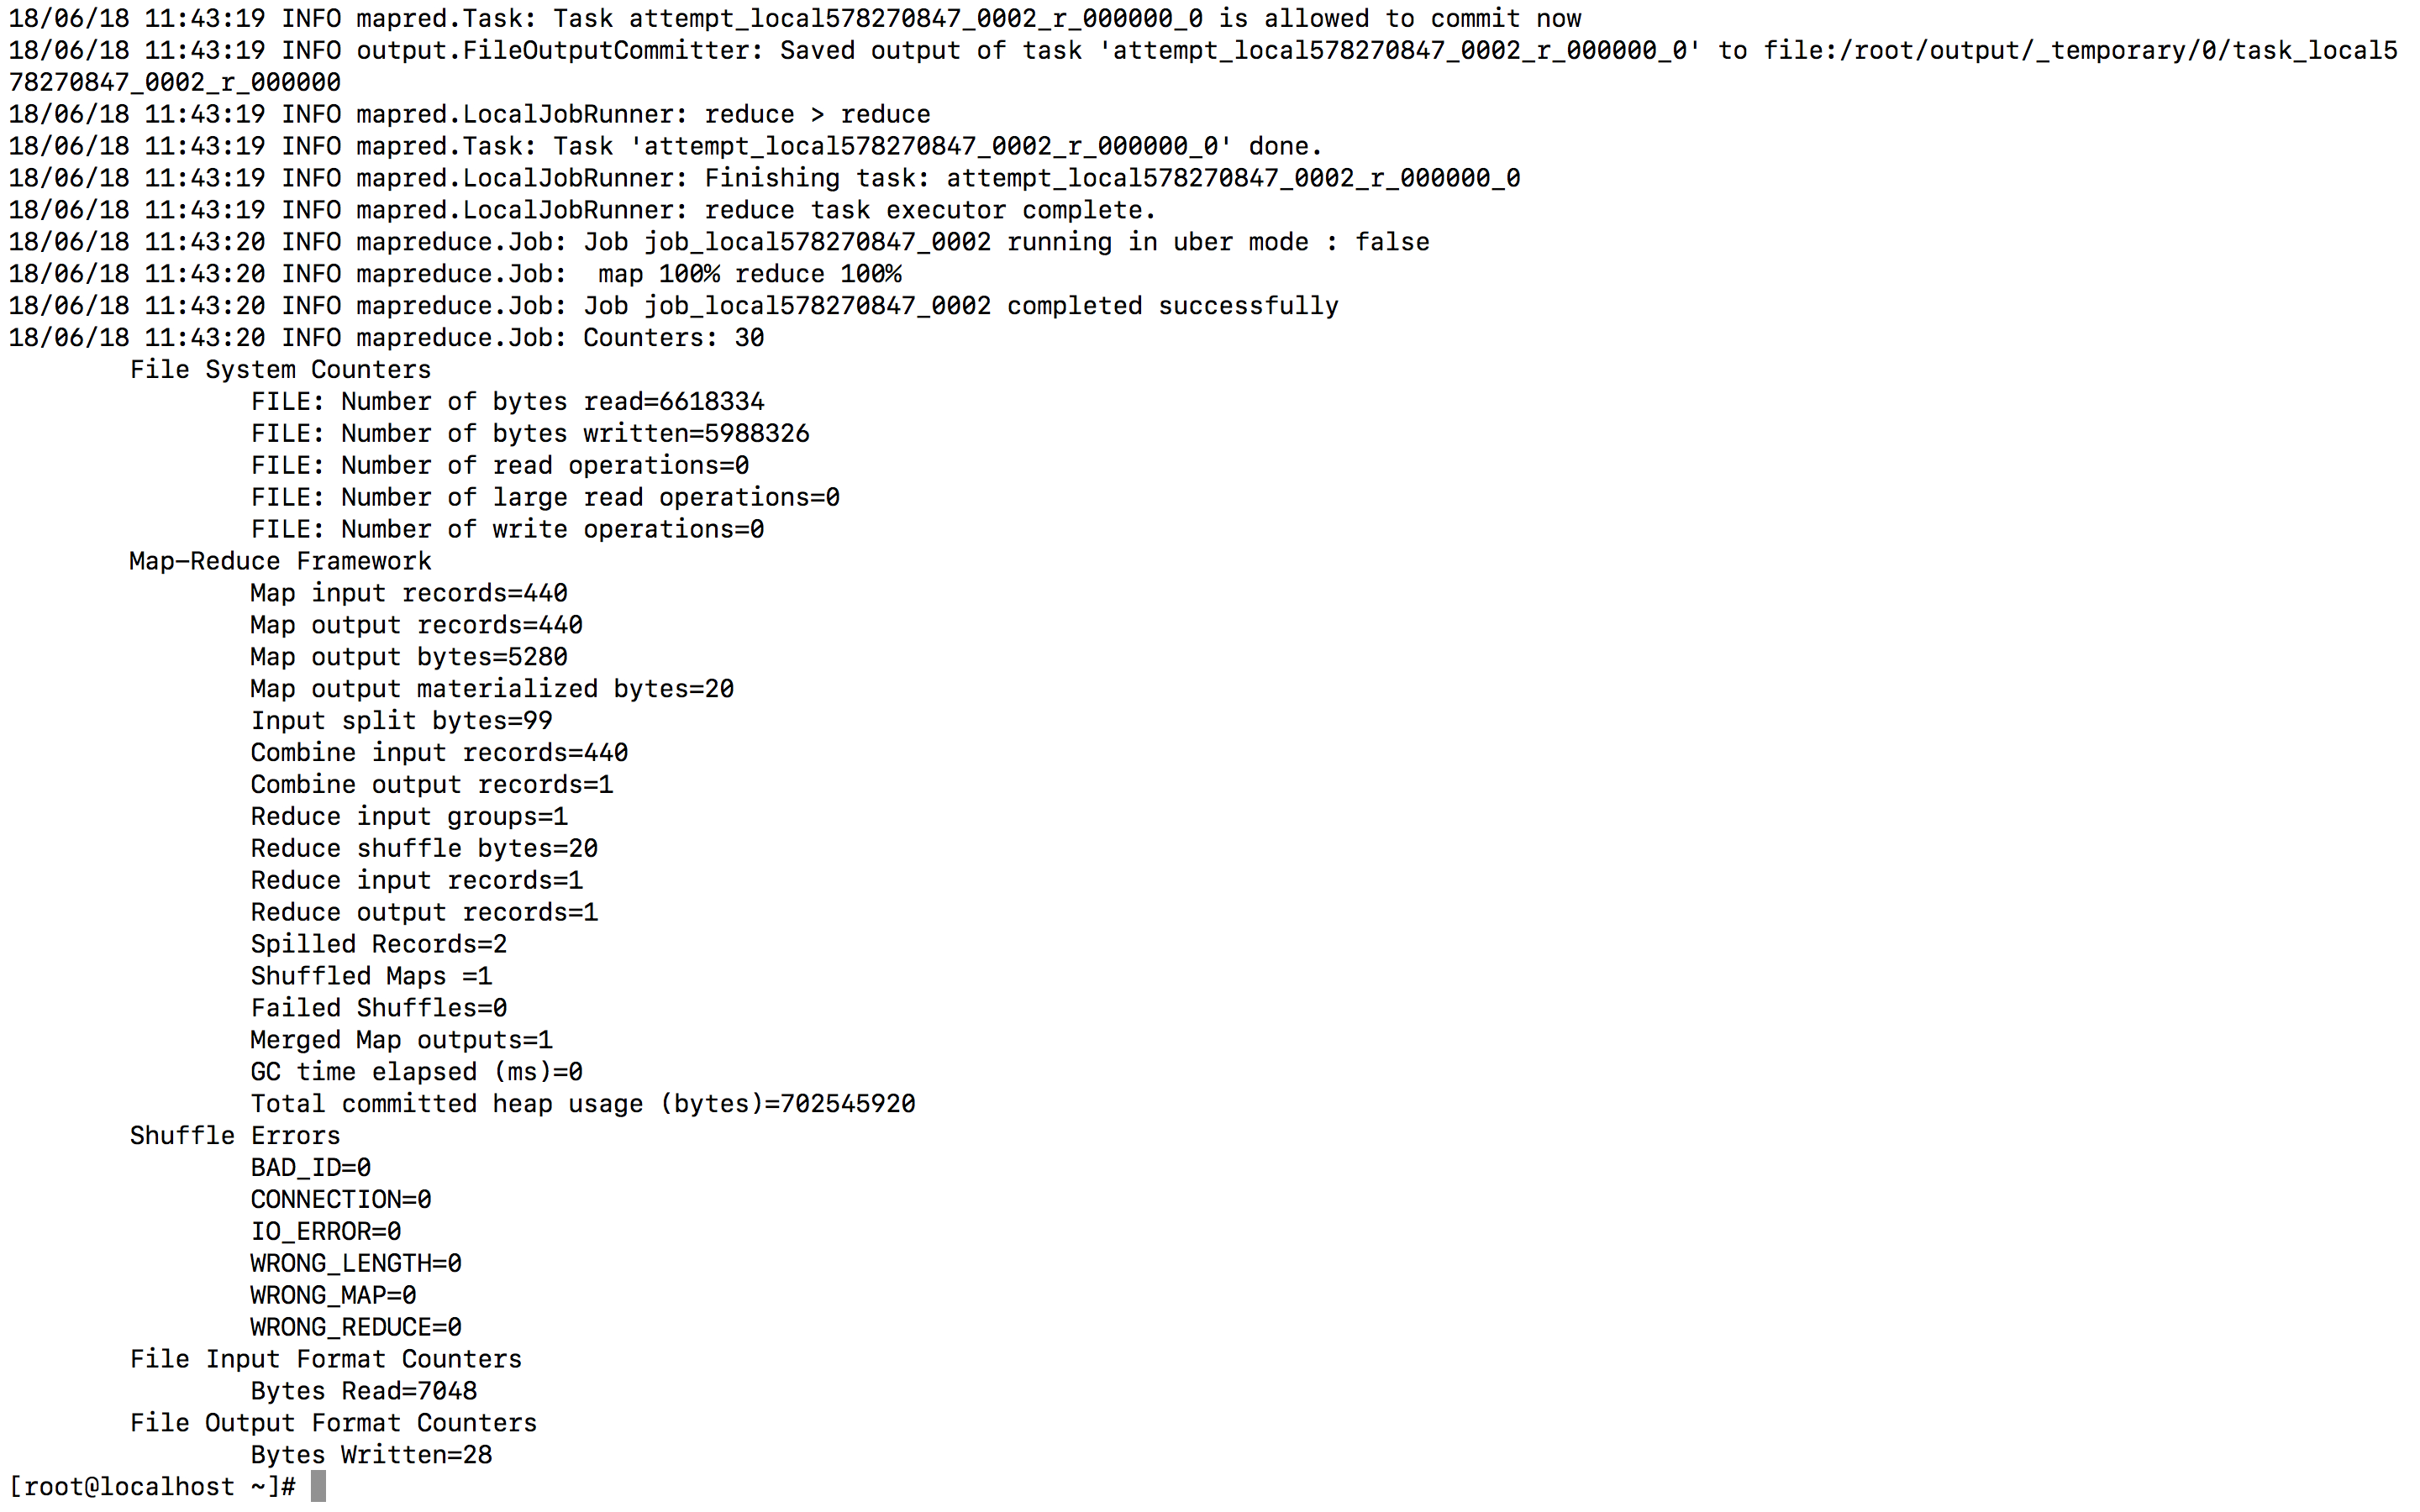 18/06/18 11:43:19 INFO mapred.Task: Task attempt_local578270847_0002_r_000000_0 is allowed to commit now
18/06/18 11:43:19 INFO output.FileOutputCommitter: Saved output of task 'attempt_local578270847_0002_r_000000_0' to file:/root/output/_temporary/0/task_local5
78270847_0002_r_000000
18/06/18 11:43:19 INFO mapred.LocalJobRunner: reduce > reduce
18/06/18 11:43:19 INFO mapred.Task: Task 'attempt_local578270847_0002_r_000000_0' done.
18/06/18 11:43:19 INFO mapred.LocalJobRunner: Finishing task: attempt_local578270847_0002_r_000000_0
18/06/18 11:43:19 INFO mapred.LocalJobRunner: reduce task executor complete.
18/06/18 11:43:20 INFO mapreduce.Job: Job job_local578270847_0002 running in uber mode : false
18/06/18 11:43:20 INFO mapreduce.Job:  map 100% reduce 100%
18/06/18 11:43:20 INFO mapreduce.Job: Job job_local578270847_0002 completed successfully
18/06/18 11:43:20 INFO mapreduce.Job: Counters: 30
        File System Counters
                FILE: Number of bytes read=6618334
                FILE: Number of bytes written=5988326
                FILE: Number of read operations=0
                FILE: Number of large read operations=0
                FILE: Number of write operations=0
        Map-Reduce Framework
                Map input records=440
                Map output records=440
                Map output bytes=5280
                Map output materialized bytes=20
                Input split bytes=99
                Combine input records=440
                Combine output records=1
                Reduce input groups=1
                Reduce shuffle bytes=20
                Reduce input records=1
                Reduce output records=1
                Spilled Records=2
                Shuffled Maps =1
                Failed Shuffles=0
                Merged Map outputs=1
                GC time elapsed (ms)=0
                Total committed heap usage (bytes)=702545920
        Shuffle Errors
                BAD_ID=0
                CONNECTION=0
                IO_ERROR=0
                WRONG_LENGTH=0
                WRONG_MAP=0
                WRONG_REDUCE=0
        File Input Format Counters
                Bytes Read=7048
        File Output Format Counters
                Bytes Written=28
[root@localhost ~]#